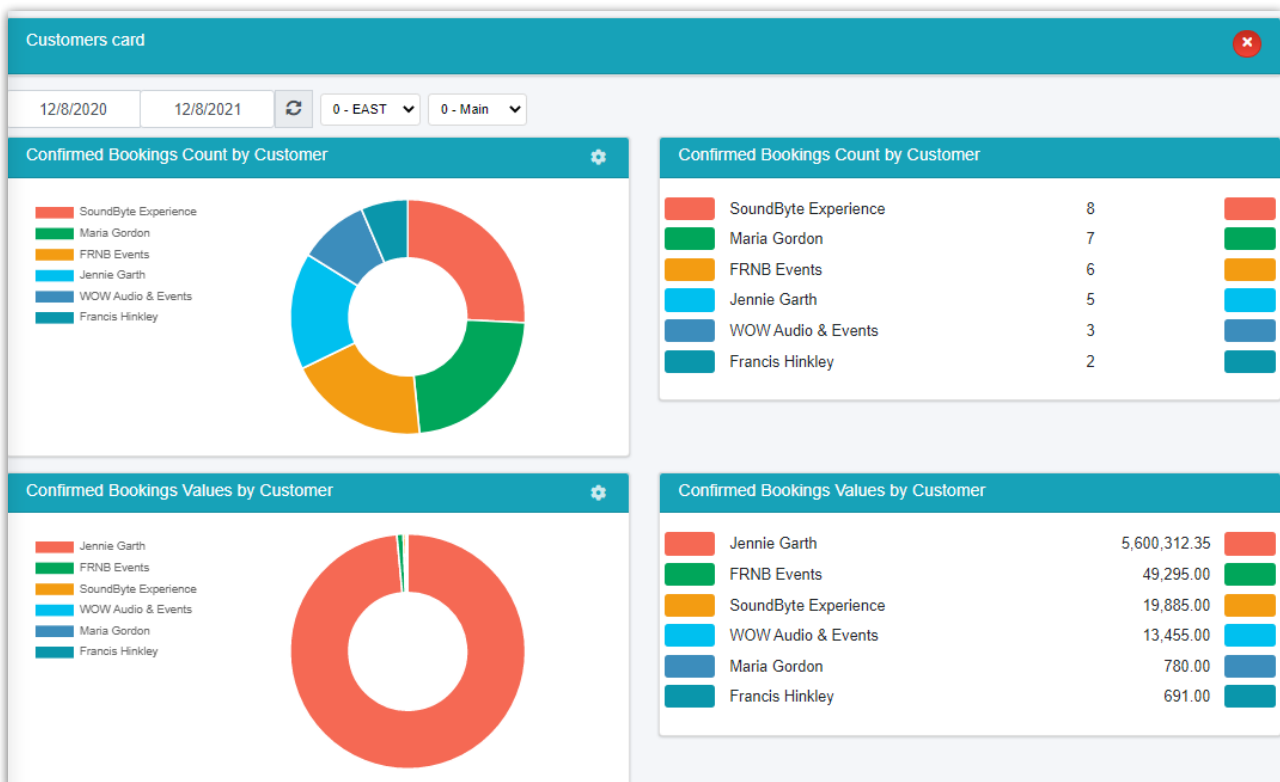 Customers card
12/8/2020 12/8/2021 0 - EAST 0 - Main
Confirmed Bookings Count by Customer
SoundByte Experience
Maria Gordon
FRNB Events
Jennie Garth
WOW Audio & Events
Francis Hinkley
Confirmed Bookings Count by Customer
SoundByte Experience 8
Maria Gordon 7
FRNB Events 6
Jennie Garth 5
WOW Audio & Events 3
Francis Hinkley 2
Confirmed Bookings Values by Customer
Jennie Garth
FRNB Events
SoundByte Experience
WOW Audio & Events
Maria Gordon
Francis Hinkley
Confirmed Bookings Values by Customer
Jennie Garth 5,600,312.35
FRNB Events 49,295.00
SoundByte Experience 19,885.00
WOW Audio & Events 13,455.00
Maria Gordon 780.00
Francis Hinkley 691.00